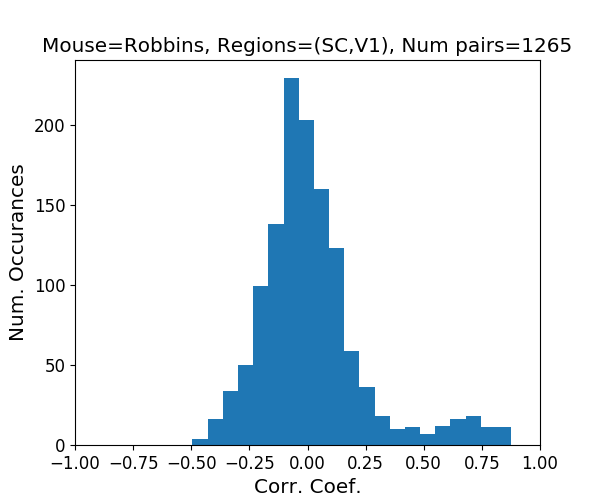 Mouse=Robbins, Regions=(SC,V1), Num pairs=1265
200
150
100
50
0
Num. Occurances
−1.00 −0.75 −0.50 −0.25 0.00 0.25 0.50 0.75 1.00
Corr. Coef.